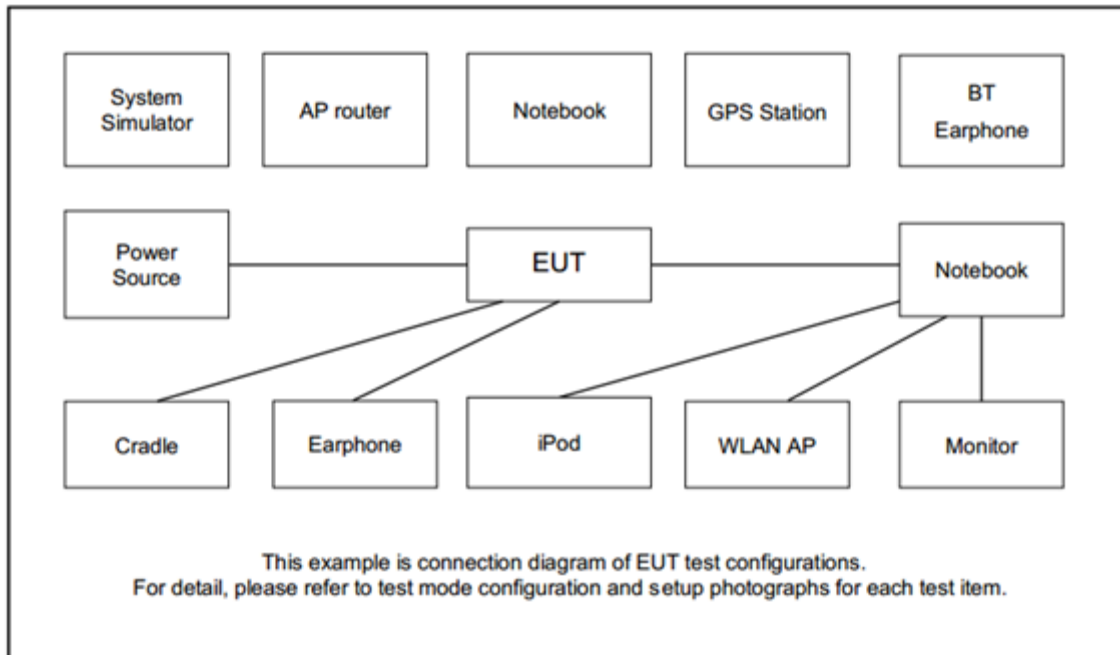 System
Simulator
AP router
Notebook
GPS Station
BT
Earphone
Power
Source
EUT
Notebook
Cradle
Earphone
iPod
WLAN AP
Monitor
This example is connection diagram of EUT test configurations.
For detail, please refer to test mode configuration and setup photographs for each test item.